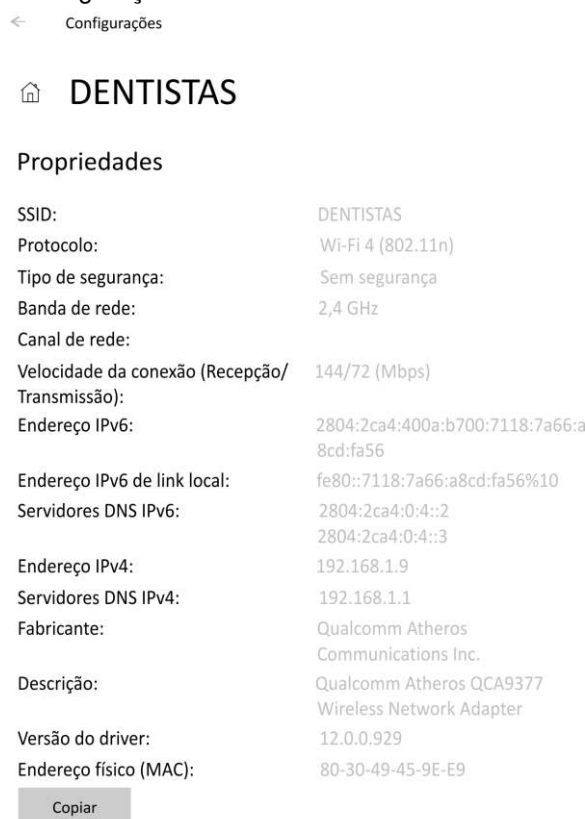 Configurações
DENTISTAS
Propriedades
SSID: DENTISTAS
Protocolo: Wi-Fi 4 (802.11n)
Tipo de segurança: Sem segurança
Banda de rede: 2,4 GHz
Canal de rede:
Velocidade da conexão (Recepção/ 144/72 (Mbps)
Transmissão):
Endereço IPv6: 2804:2ca4:400a:b700:7118:7a66:a
8cd:fa56
Endereço IPv6 de link local: fe80::7118:7a66:a8cd:fa56%10
Servidores DNS IPv6: 2804:2ca4:0:4::2
2804:2ca4:0:4::3
Endereço IPv4: 192.168.1.9
Servidores DNS IPv4: 192.168.1.1
Fabricante: Qualcomm Atheros
Communications Inc.
Descrição: Qualcomm Atheros QCA9377
Wireless Network Adapter
Versão do driver: 12.0.0.929
Endereço físico (MAC): 80-30-49-45-9E-E9
Copiar